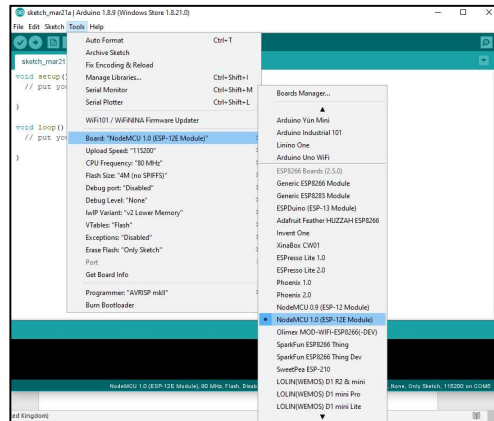 sketch_mar21a | Arduino 1.8.9 (Windows Store 1.8.21.0)
File Edit Sketch Tools Help
sketch_mar21
void setup()
// put you
}
void loop()
// put you
}
Auto Format Ctrl+T
Archive Sketch
Fix Encoding & Reload
Manage Libraries... Ctrl+Shift+I
Serial Monitor Ctrl+Shift+M
Serial Plotter Ctrl+Shift+L
WiFi101 / WiFiNINA Firmware Updater
Board: "NodeMCU 1.0 (ESP-12E Module)"
Upload Speed: "115200"
CPU Frequency: "80 MHz"
Flash Size: "4M (no SPIFFS)"
Debug port: "Disabled"
Debug Level: "None"
IwIP Variant: "v2 Lower Memory"
VTables: "Flash"
Exceptions: "Disabled"
Erase Flash: "Only Sketch"
Port
Get Board Info
Programmer: "AVRISP mkII"
Burn Bootloader
Boards Manager...
Arduino Yún Mini
Arduino Industrial 101
Linino One
Arduino Uno WiFi
ESP8266 Boards (2.5.0)
Generic ESP8266 Module
Generic ESP8285 Module
ESPDuino (ESP-13 Module)
Adafruit Feather HUZZAH ESP8266
Invent One
XinaBox CW01
ESPresso Lite 1.0
ESPresso Lite 2.0
Phoenix 1.0
Phoenix 2.0
NodeMCU 0.9 (ESP-12 Module)
NodeMCU 1.0 (ESP-12E Module)
Olimex MOD-WIFI-ESP8266(-DEV)
SparkFun ESP8266 Thing
SparkFun ESP8266 Thing Dev
SweetPea ESP-210
LOLIN(WEMOS) D1 R2 & mini
LOLIN(WEMOS) D1 mini Pro
LOLIN(WEMOS) D1 mini Lite
NodeMCU 1.0 (ESP-12E Module), 80 MHz, Flash, Disab , None, Only Sketch, 115200 on COM5
ed Kingdom)